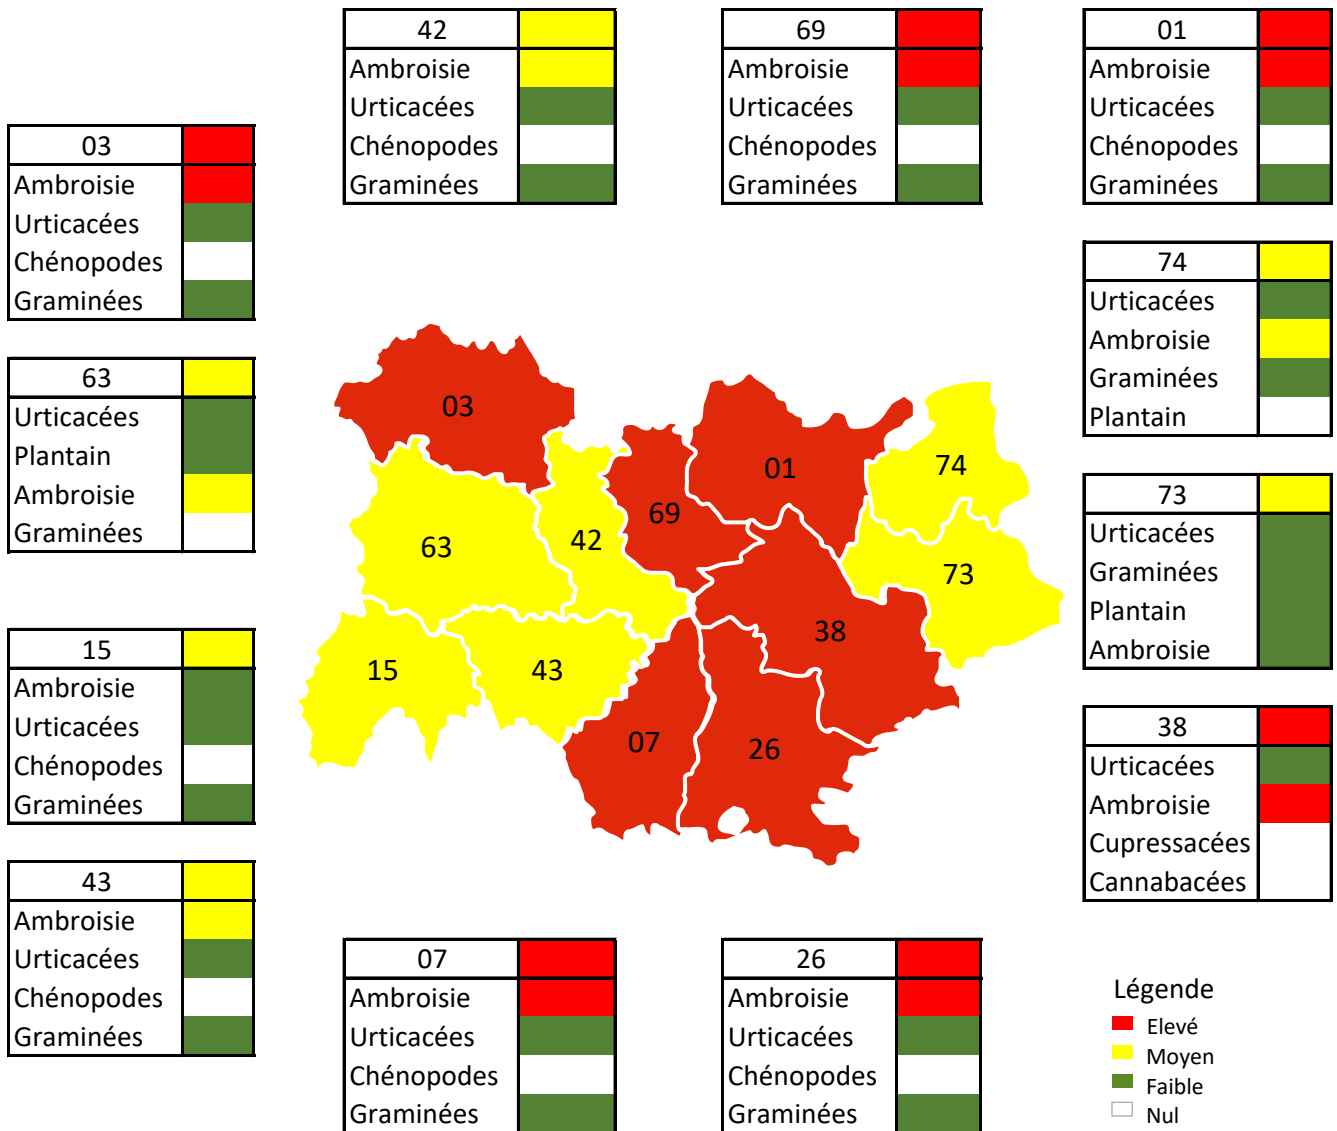 42
Ambroisie
Urticacées
Chénopodes
Graminées
69
Ambroisie
Urticacées
Chénopodes
Graminées
01
Ambroisie
Urticacées
Chénopodes
Graminées
03
Ambroisie
Urticacées
Chénopodes
Graminées
74
Urticacées
Ambroisie
Graminées
Plantain
63
Urticacées
Plantain
Ambroisie
Graminées
73
Urticacées
Graminées
Plantain
Ambroisie
15
Ambroisie
Urticacées
Chénopodes
Graminées
38
Urticacées
Ambroisie
Cupressacées
Cannabacées
43
Ambroisie
Urticacées
Chénopodes
Graminées
03
01
74
69
42
63
73
38
15
43
07
26
07
Ambroisie
Urticacées
Chénopodes
Graminées
26
Ambroisie
Urticacées
Chénopodes
Graminées
Légende
Elevé
Moyen
Faible
Nul